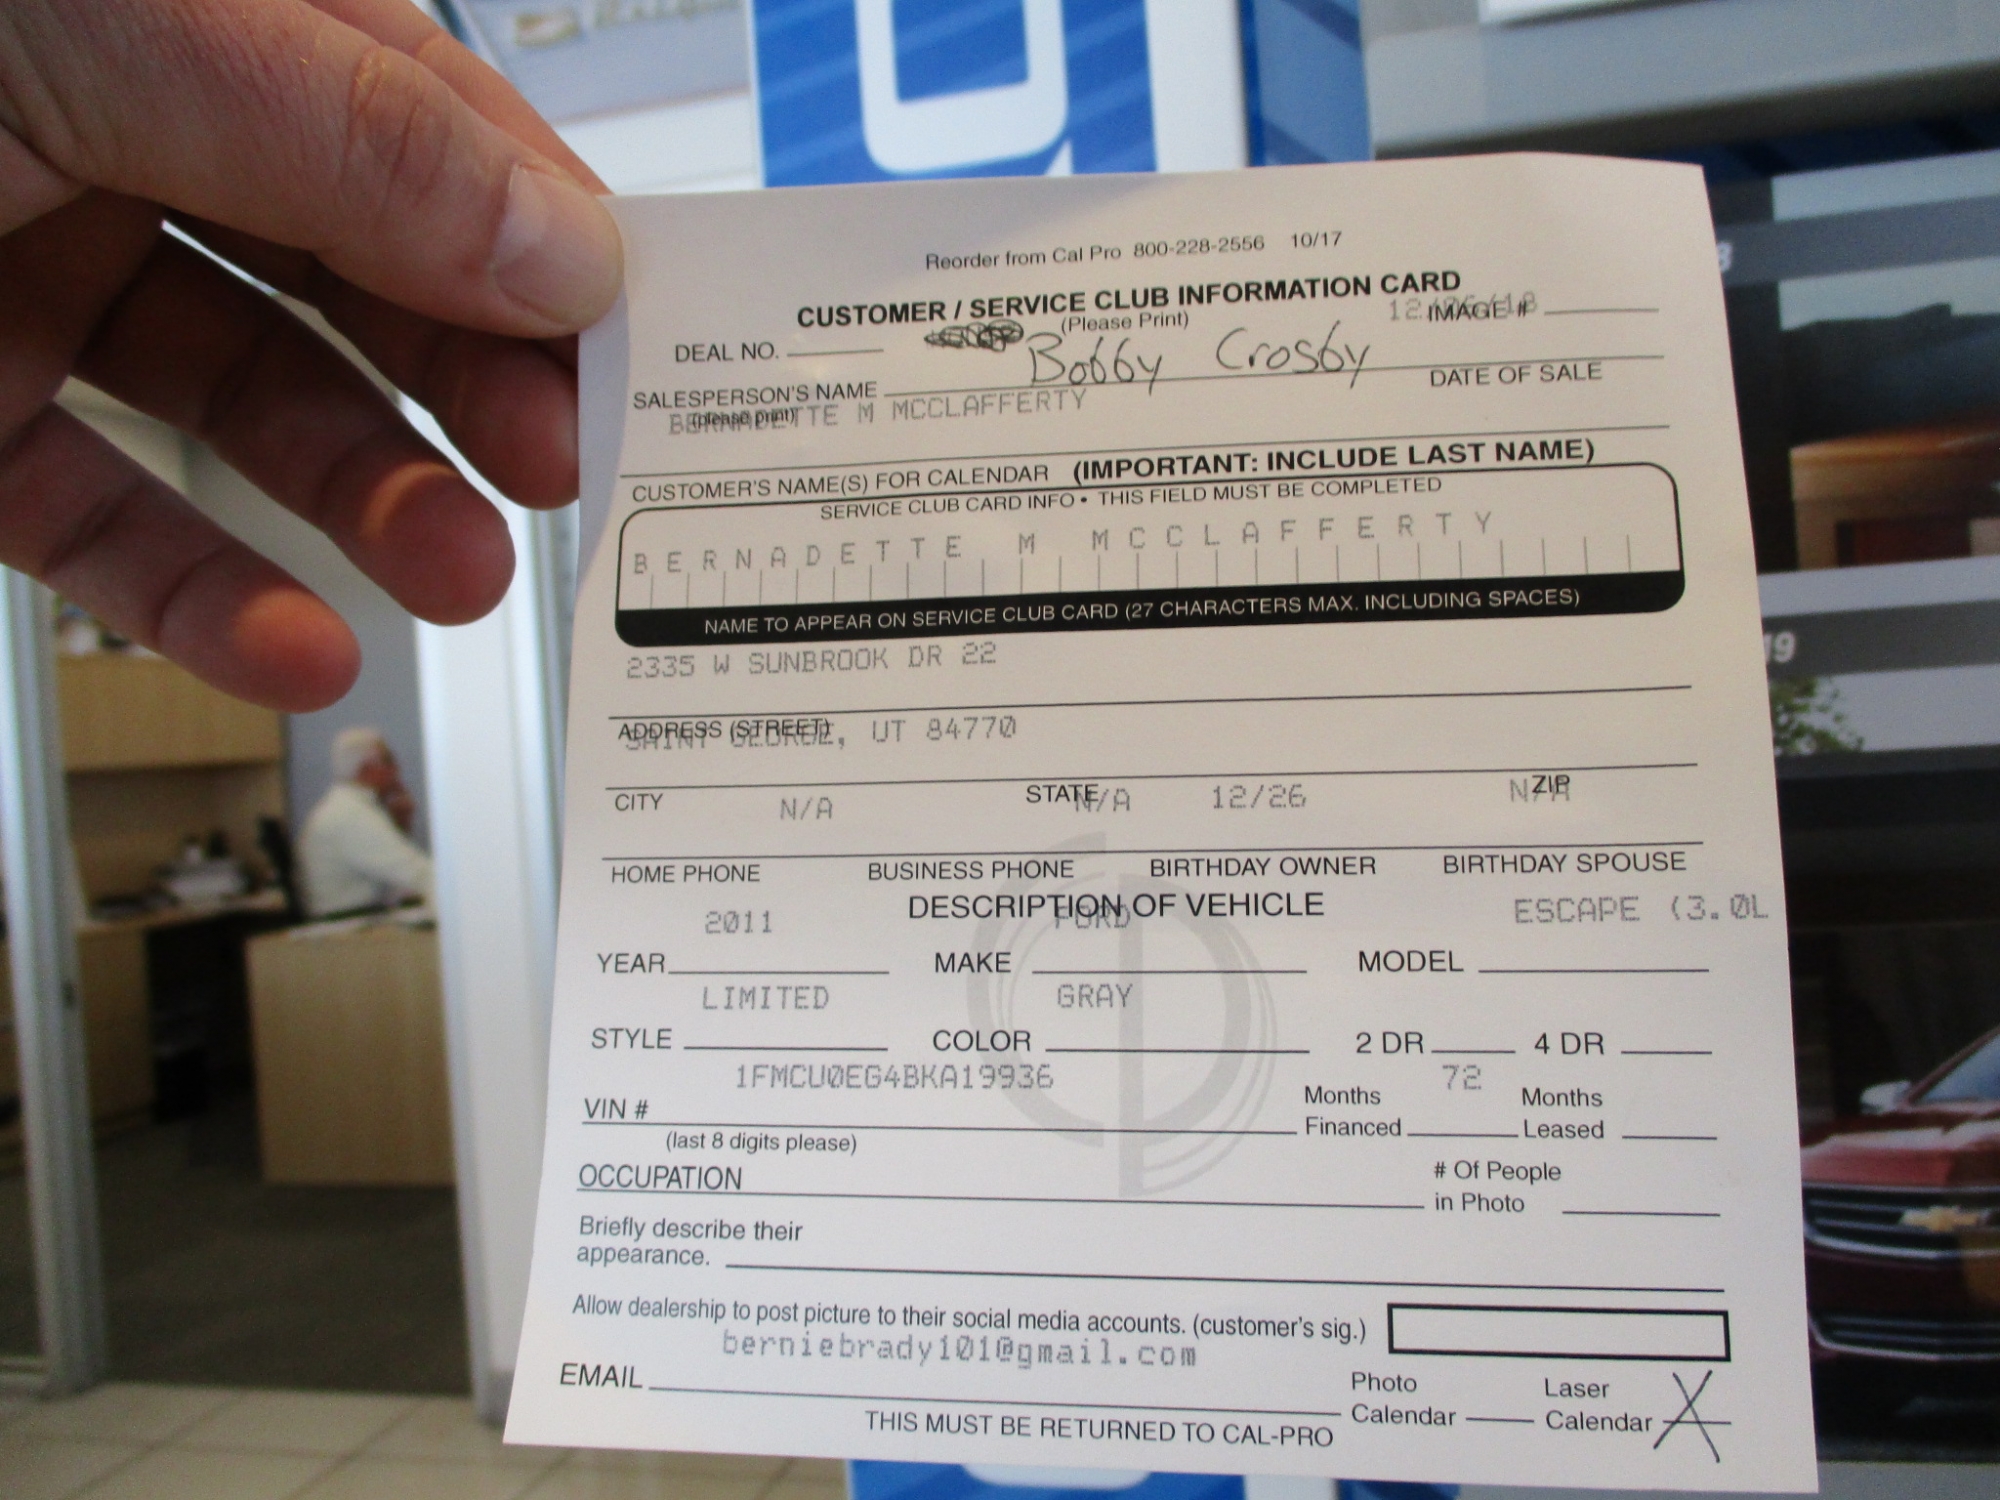 Reorder from Cal Pro 800-228-2556 10/17
CUSTOMER / SERVICE CLUB INFORMATION CARD
(Please Print)
IMAGE #
DEAL NO.
Bobby Crosby
SALESPERSON'S NAME
(please print)
DATE OF SALE
BERNADETTE M MCCLAFFERTY
CUSTOMER'S NAME(S) FOR CALENDAR (IMPORTANT: INCLUDE LAST NAME)
SERVICE CLUB CARD INFO • THIS FIELD MUST BE COMPLETED
BERNADETTE M MCCLAFFERTY
NAME TO APPEAR ON SERVICE CLUB CARD (27 CHARACTERS MAX. INCLUDING SPACES)
2335 W SUNBROOK DR 22
ADDRESS (STREET)
SAINT GEORGE, UT 84770
CITY STATE ZIP
N/A N/A 12/26 N/A
HOME PHONE BUSINESS PHONE BIRTHDAY OWNER BIRTHDAY SPOUSE
DESCRIPTION OF VEHICLE
2011 FORD ESCAPE (3.0L
YEAR MAKE MODEL
LIMITED GRAY
STYLE COLOR 2 DR 4 DR
1FMCU0EG4BKA19936 72
VIN # Months Financed Months Leased
(last 8 digits please)
OCCUPATION # Of People in Photo
Briefly describe their
appearance.
Allow dealership to post picture to their social media accounts. (customer's sig.)
berniebrady101@gmail.com
EMAIL Photo Calendar Laser Calendar X
THIS MUST BE RETURNED TO CAL-PRO